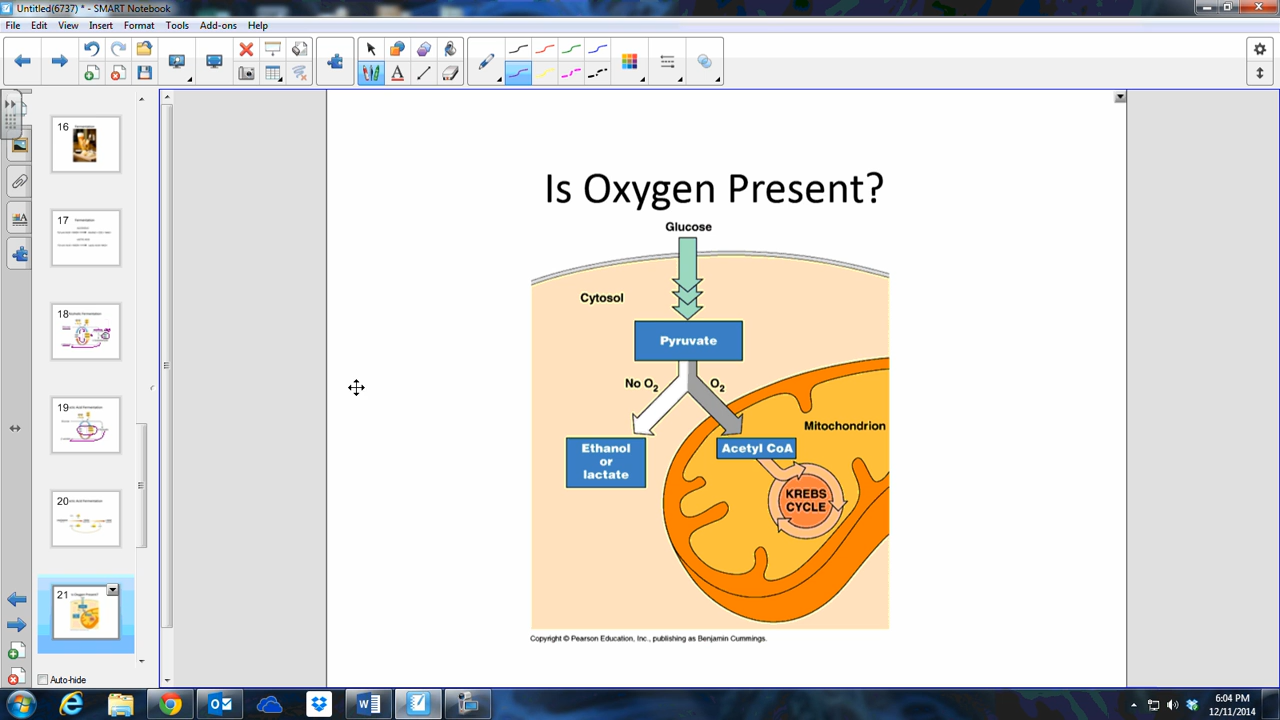 Untitled(6737) * - SMART Notebook
File Edit View Insert Format Tools Add-ons Help
16
17
18
19
20
21
Is Oxygen Present?
Glucose
Cytosol
Pyruvate
No O₂
O₂
Mitochondrion
Ethanol
or
lactate
Acetyl CoA
KREBS
CYCLE
Copyright © Pearson Education, Inc., publishing as Benjamin Cummings.
Auto-hide
6:04 PM
12/11/2014